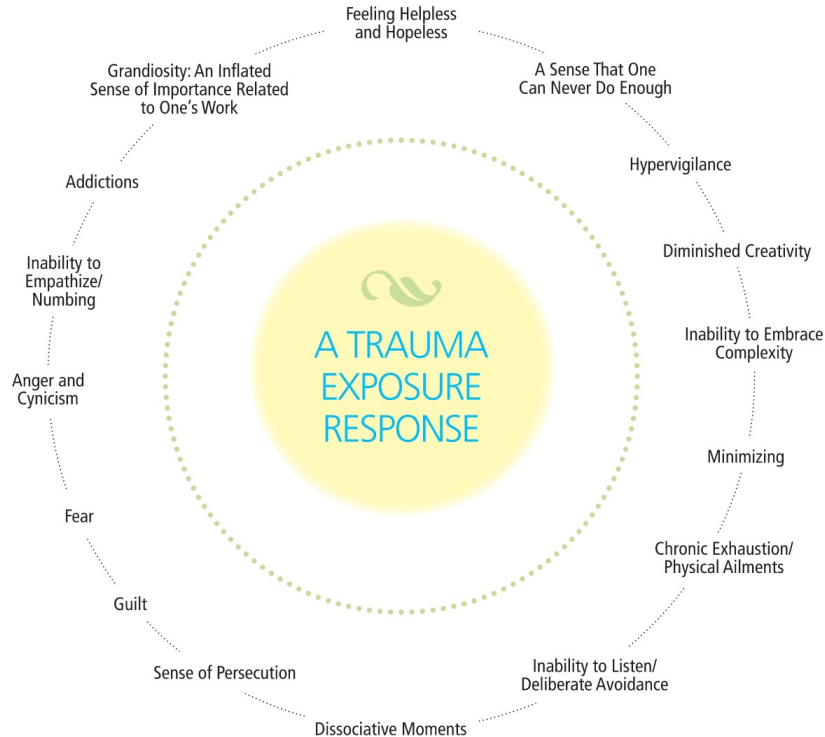 Feeling Helpless
and Hopeless
A Sense That One
Can Never Do Enough
Hypervigilance
Diminished Creativity
Inability to Embrace
Complexity
Minimizing
Chronic Exhaustion/
Physical Ailments
Inability to Listen/
Deliberate Avoidance
Dissociative Moments
Sense of Persecution
Guilt
Fear
Anger and
Cynicism
Inability to
Empathize/
Numbing
Addictions
Grandiosity: An Inflated
Sense of Importance Related
to One’s Work
A TRAUMA
EXPOSURE
RESPONSE